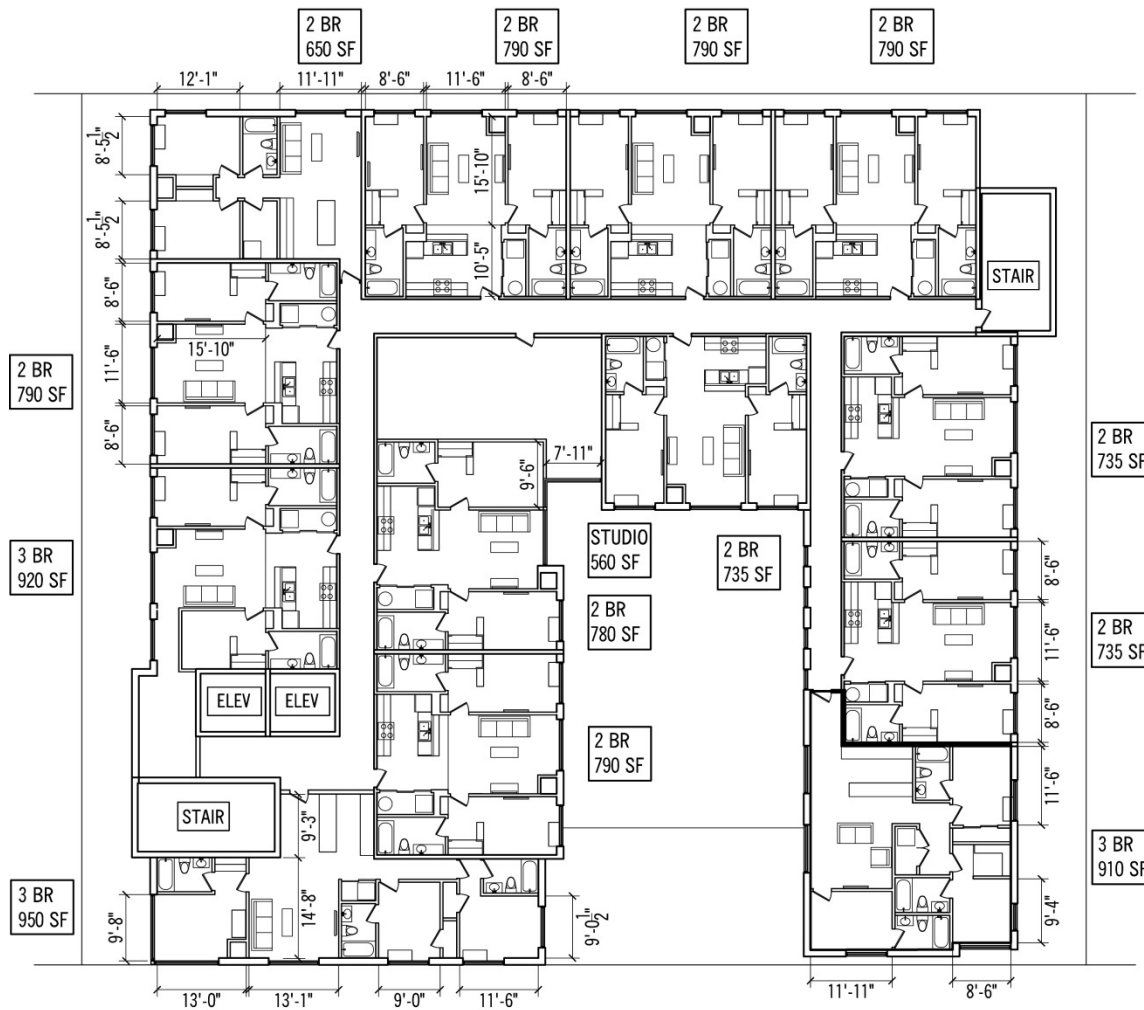 2 BR
650 SF
2 BR
790 SF
2 BR
790 SF
2 BR
790 SF
12'-1"
11'-11"
8'-6"
11'-6"
8'-6"
8'-5 1/2"
8'-5 1/2"
15'-10"
10'-5"
STAIR
8'-6"
11'-6"
8'-6"
15'-10"
2 BR
790 SF
9'-6"
7'-11"
2 BR
735 SF
STUDIO
560 SF
2 BR
735 SF
3 BR
920 SF
2 BR
780 SF
8'-6"
11'-6"
8'-6"
2 BR
735 SF
ELEV
ELEV
2 BR
790 SF
11'-6"
STAIR
9'-3"
14'-8"
3 BR
910 SF
3 BR
950 SF
9'-8"
9'-0 1/2"
9'-4"
13'-0"
13'-1"
9'-0"
11'-6"
11'-11"
8'-6"